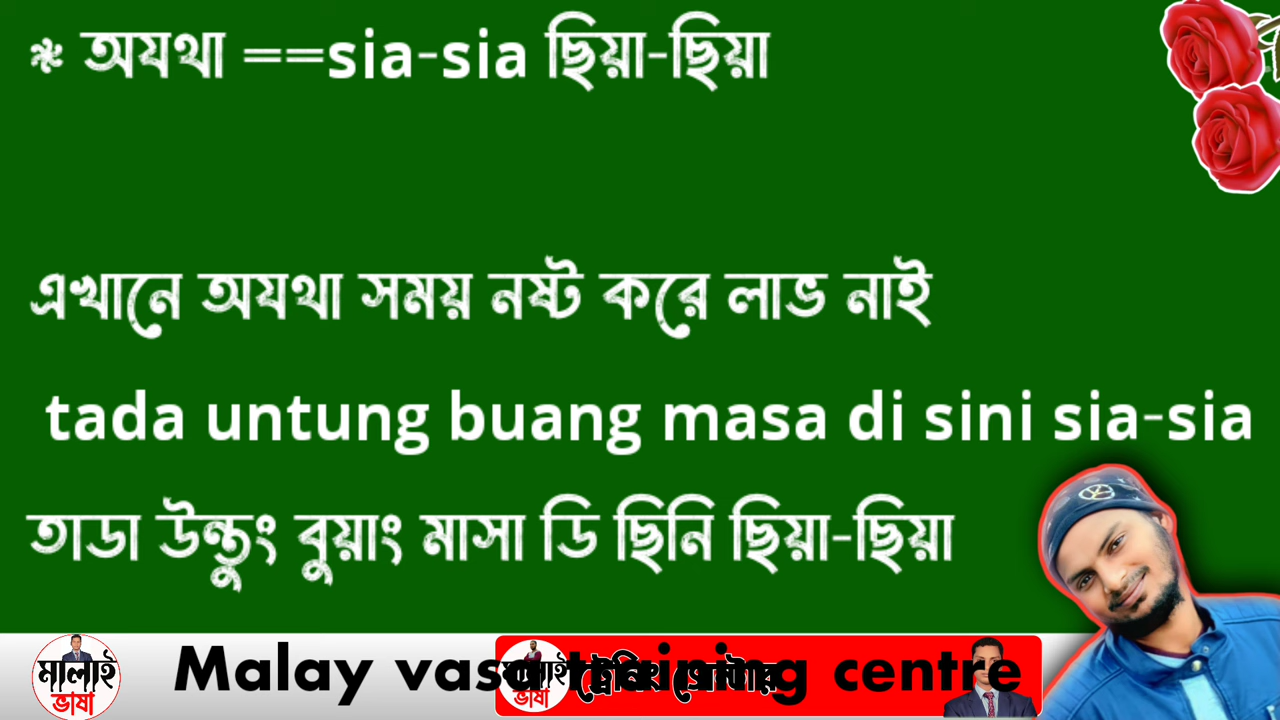 * অযথা ==sia-sia ছিয়া-ছিয়া
এখানে অযথা সময় নষ্ট করে লাভ নাই
tada untung buang masa di sini sia-sia
তাডা উন্তুং বুয়াং মাসা ডি ছিনি ছিয়া-ছিয়া
মালাই
ভাষা
Malay vasa training centre
মালাই
ভাষা